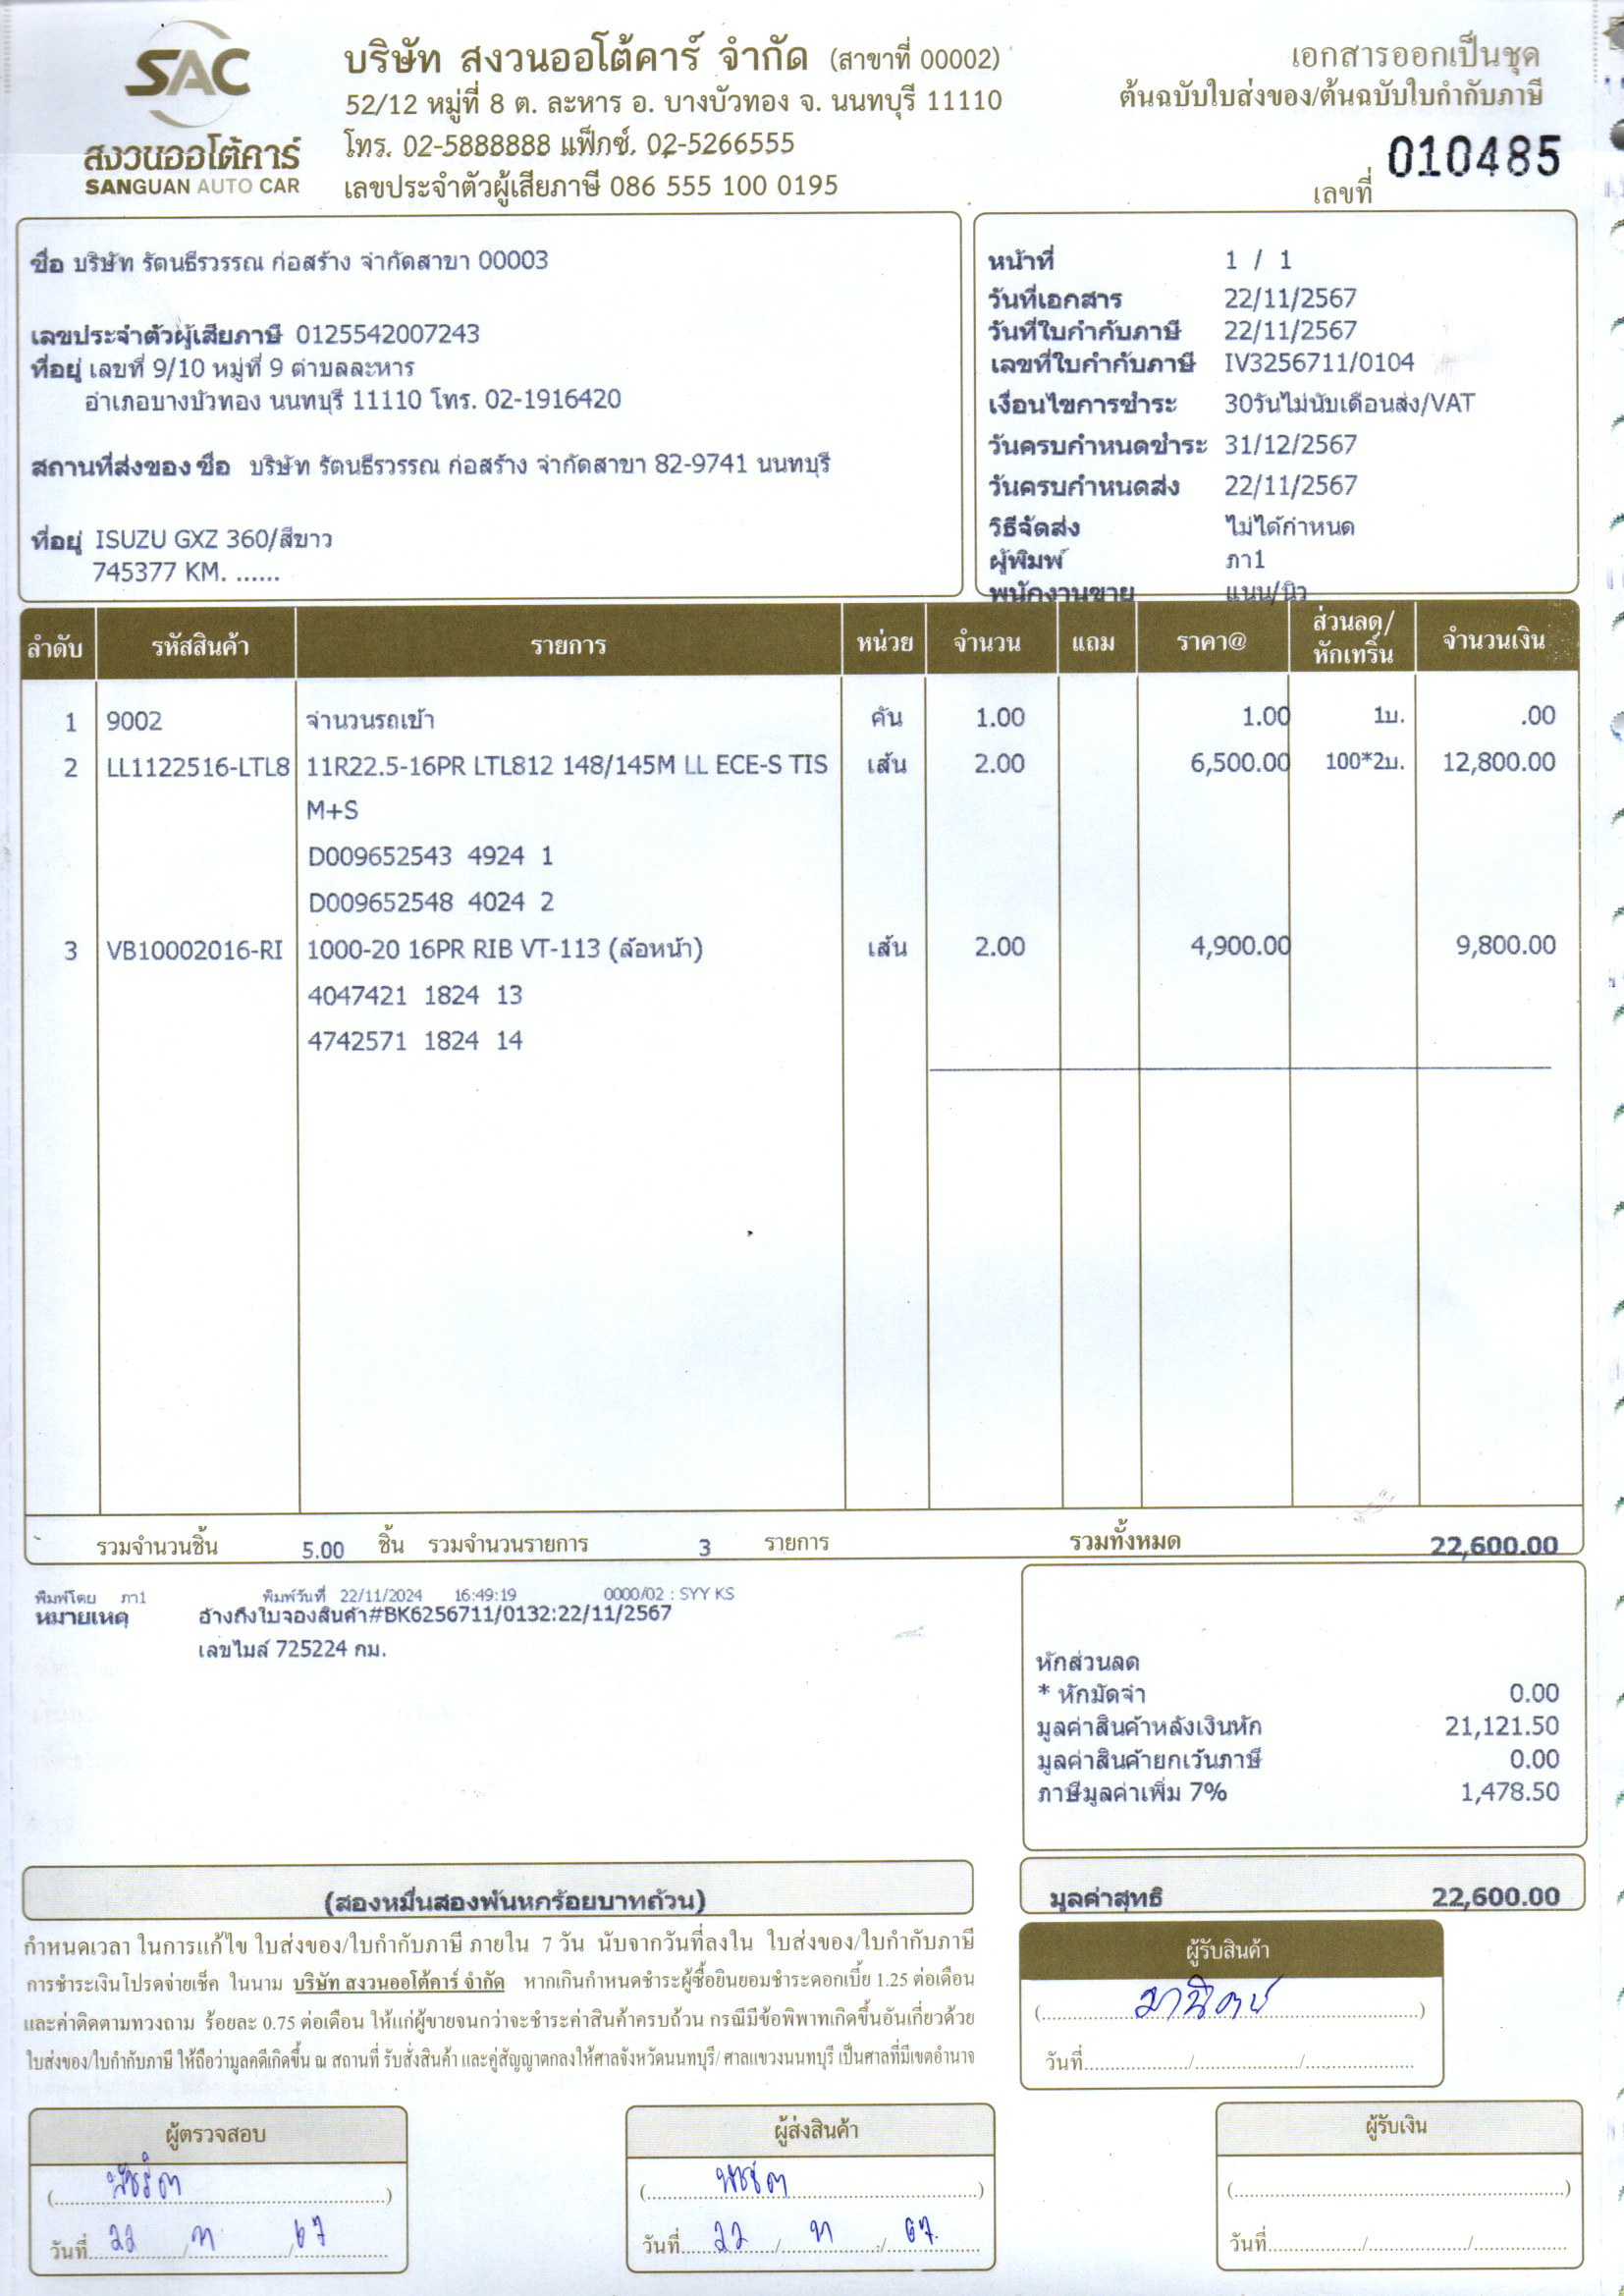 SAC
สงวนออโต้คาร์
SANGUAN AUTO CAR
บริษัท สงวนออโต้คาร์ จำกัด (สาขาที่ 00002)
52/12 หมู่ที่ 8 ต. ละหาร อ. บางบัวทอง จ. นนทบุรี 11110
โทร. 02-5888888 แฟ็กซ์. 02-5266555
เลขประจำตัวผู้เสียภาษี 086 555 100 0195
เอกสารออกเป็นชุด
ต้นฉบับใบส่งของ/ต้นฉบับใบกำกับภาษี
เลขที่ 010485
ชื่อ บริษัท รัตนธีรวรรณ ก่อสร้าง จำกัดสาขา 00003
เลขประจำตัวผู้เสียภาษี 0125542007243
ที่อยู่ เลขที่ 9/10 หมู่ที่ 9 ตำบลละหาร
อำเภอบางบัวทอง นนทบุรี 11110 โทร. 02-1916420
สถานที่ส่งของ ชื่อ บริษัท รัตนธีรวรรณ ก่อสร้าง จำกัดสาขา 82-9741 นนทบุรี
ที่อยู่ ISUZU GXZ 360/สีขาว
745377 KM. ......
หน้าที่ 1 / 1
วันที่เอกสาร 22/11/2567
วันที่ใบกำกับภาษี 22/11/2567
เลขที่ใบกำกับภาษี IV3256711/0104
เงื่อนไขการชำระ 30วันไม่นับเดือนส่ง/VAT
วันครบกำหนดชำระ 31/12/2567
วันครบกำหนดส่ง 22/11/2567
วิธีจัดส่ง ไม่ได้กำหนด
ผู้พิมพ์ ภา1
พนักงานขาย แนน/นิว
ลำดับ รหัสสินค้า รายการ หน่วย จำนวน แถม ราคา@ ส่วนลด/หักเทริ์น จำนวนเงิน
1 9002 จำนวนรถเข้า คัน 1.00 1.00 1บ. .00
2 LL1122516-LTL8 11R22.5-16PR LTL812 148/145M LL ECE-S TIS เส้น 2.00 6,500.00 100*2บ. 12,800.00
M+S
D009652543 4924 1
D009652548 4024 2
3 VB10002016-RI 1000-20 16PR RIB VT-113 (ล้อหน้า) เส้น 2.00 4,900.00 9,800.00
4047421 1824 13
4742571 1824 14
รวมจำนวนชิ้น 5.00 ชิ้น รวมจำนวนรายการ 3 รายการ รวมทั้งหมด 22,600.00
พิมพ์โดย ภา1 พิมพ์วันที่ 22/11/2024 16:49:19 0000/02 : SYY KS
หมายเหตุ อ้างถึงใบจองสินค้า#BK6256711/0132:22/11/2567
เลขไมล์ 725224 กม.
หักส่วนลด
* หักมัดจำ 0.00
มูลค่าสินค้าหลังเงินหัก 21,121.50
มูลค่าสินค้ายกเว้นภาษี 0.00
ภาษีมูลค่าเพิ่ม 7% 1,478.50
(สองหมื่นสองพันหกร้อยบาทถ้วน)
มูลค่าสุทธิ 22,600.00
กำหนดเวลา ในการแก้ไข ใบส่งของ/ใบกำกับภาษี ภายใน 7 วัน นับจากวันที่ลงใน ใบส่งของ/ใบกำกับภาษี
การชำระเงินโปรดจ่ายเช็ค ในนาม บริษัท สงวนออโต้คาร์ จำกัด หากเกินกำหนดชำระผู้ซื้อยินยอมชำระดอกเบี้ย 1.25 ต่อเดือน
และค่าติดตามทวงถาม ร้อยละ 0.75 ต่อเดือน ให้แก่ผู้ขายจนกว่าจะชำระค่าสินค้าครบถ้วน กรณีมีข้อพิพาทเกิดขึ้นอันเกี่ยวด้วย
ใบส่งของ/ใบกำกับภาษี ให้ถือว่ามูลคดีเกิดขึ้น ณ สถานที่ รับสั่งสินค้า และคู่สัญญาตกลงให้ศาลจังหวัดนนทบุรี/ ศาลแขวงนนทบุรี เป็นศาลที่มีเขตอำนาจ
ผู้รับสินค้า
วันที่
ผู้ตรวจสอบ
วันที่ 22 / 11 / 67
ผู้ส่งสินค้า
วันที่ 22 / 11 / 67
ผู้รับเงิน
วันที่